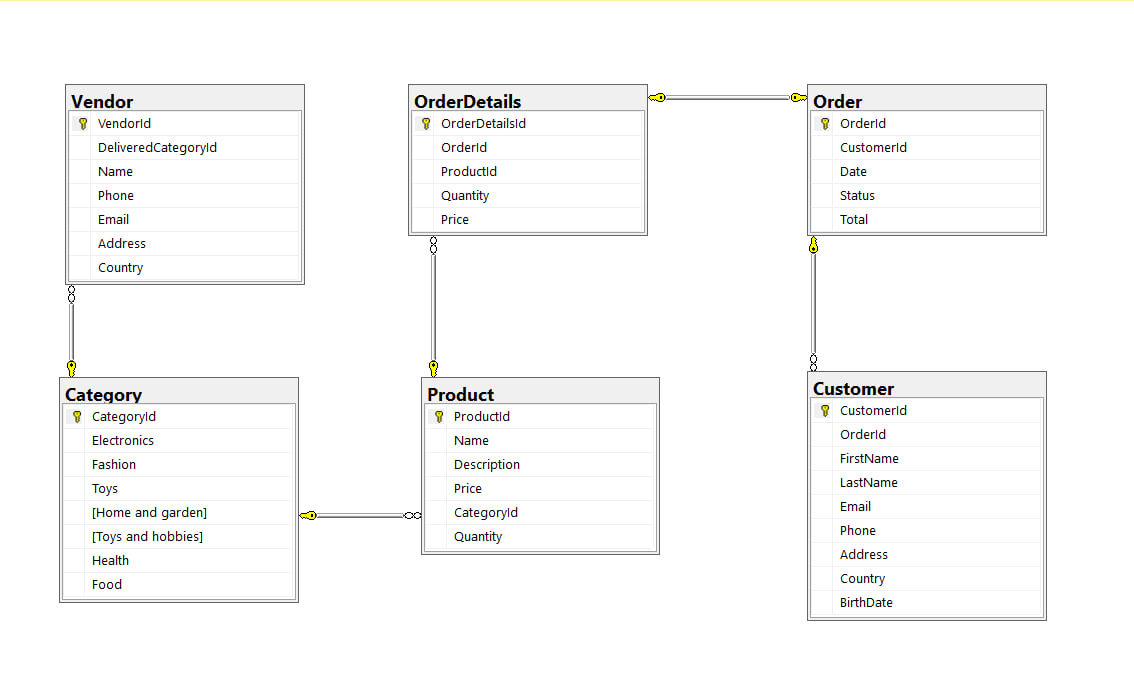 Vendor
VendorId
DeliveredCategoryId
Name
Phone
Email
Address
Country
OrderDetails
OrderDetailsId
OrderId
ProductId
Quantity
Price
Order
OrderId
CustomerId
Date
Status
Total
Category
CategoryId
Electronics
Fashion
Toys
[Home and garden]
[Toys and hobbies]
Health
Food
Product
ProductId
Name
Description
Price
CategoryId
Quantity
Customer
CustomerId
OrderId
FirstName
LastName
Email
Phone
Address
Country
BirthDate